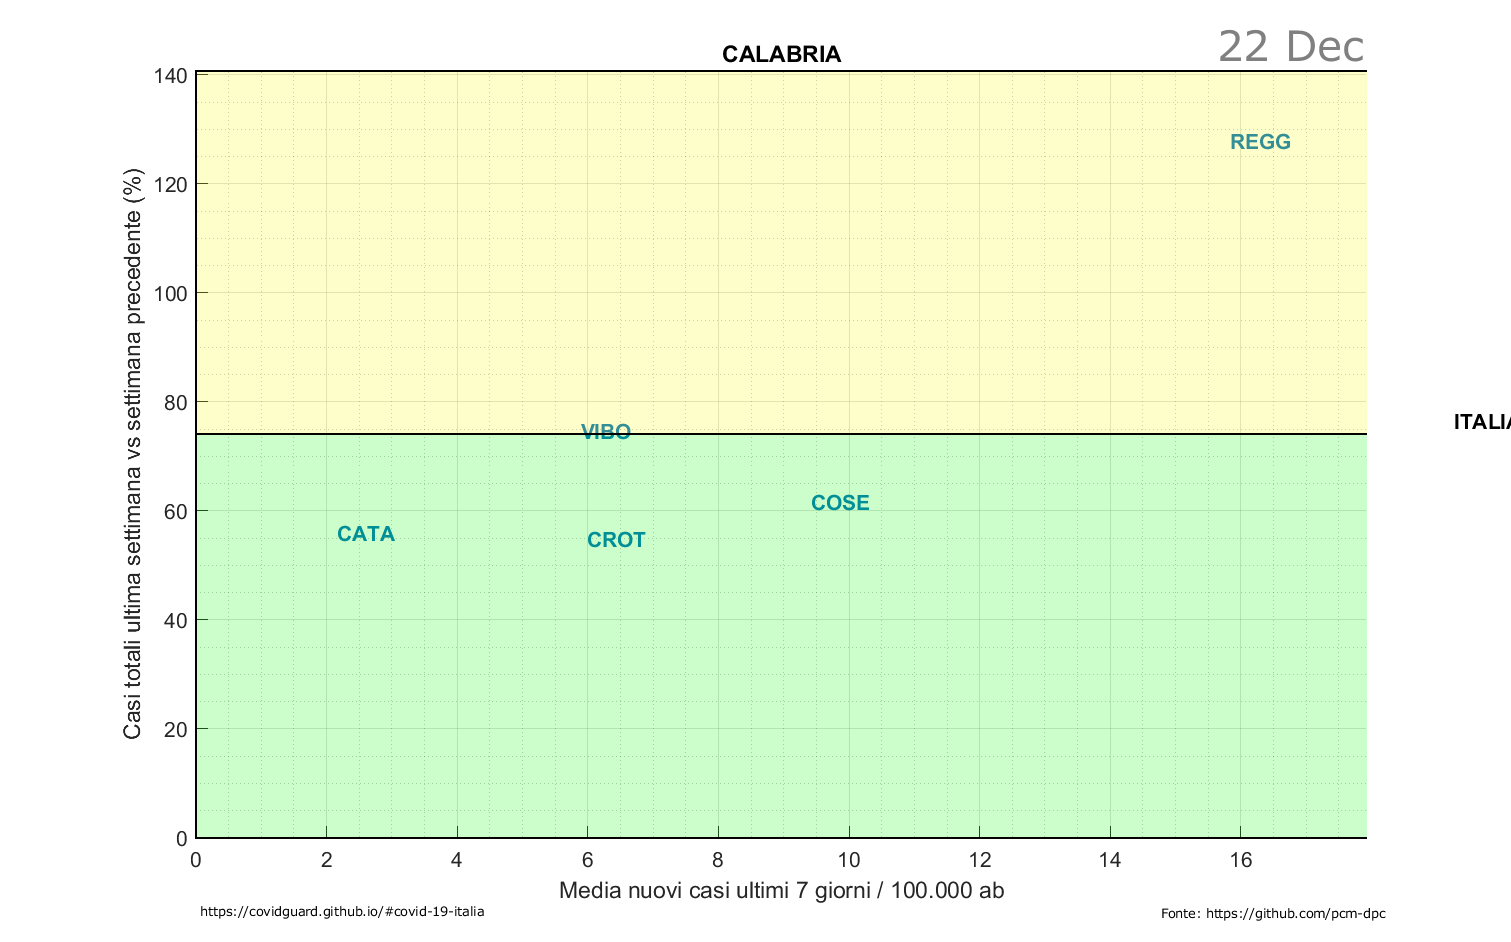 CALABRIA
22 Dec
Casi totali ultima settimana vs settimana precedente (%)
140
120
100
80
60
40
20
0
REGG
VIBO
ITALIA
COSE
CATA
CROT
0 2 4 6 8 10 12 14 16
Media nuovi casi ultimi 7 giorni / 100.000 ab
https://covidguard.github.io/#covid-19-italia
Fonte: https://github.com/pcm-dpc